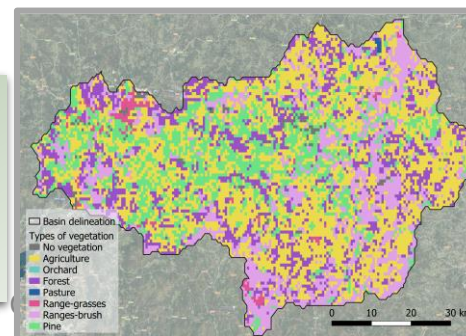 Basin delineation
Types of vegetation
No vegetation
Agriculture
Orchard
Forest
Pasture
Range-grasses
Ranges-brush
Pine
0 10 20 30 km